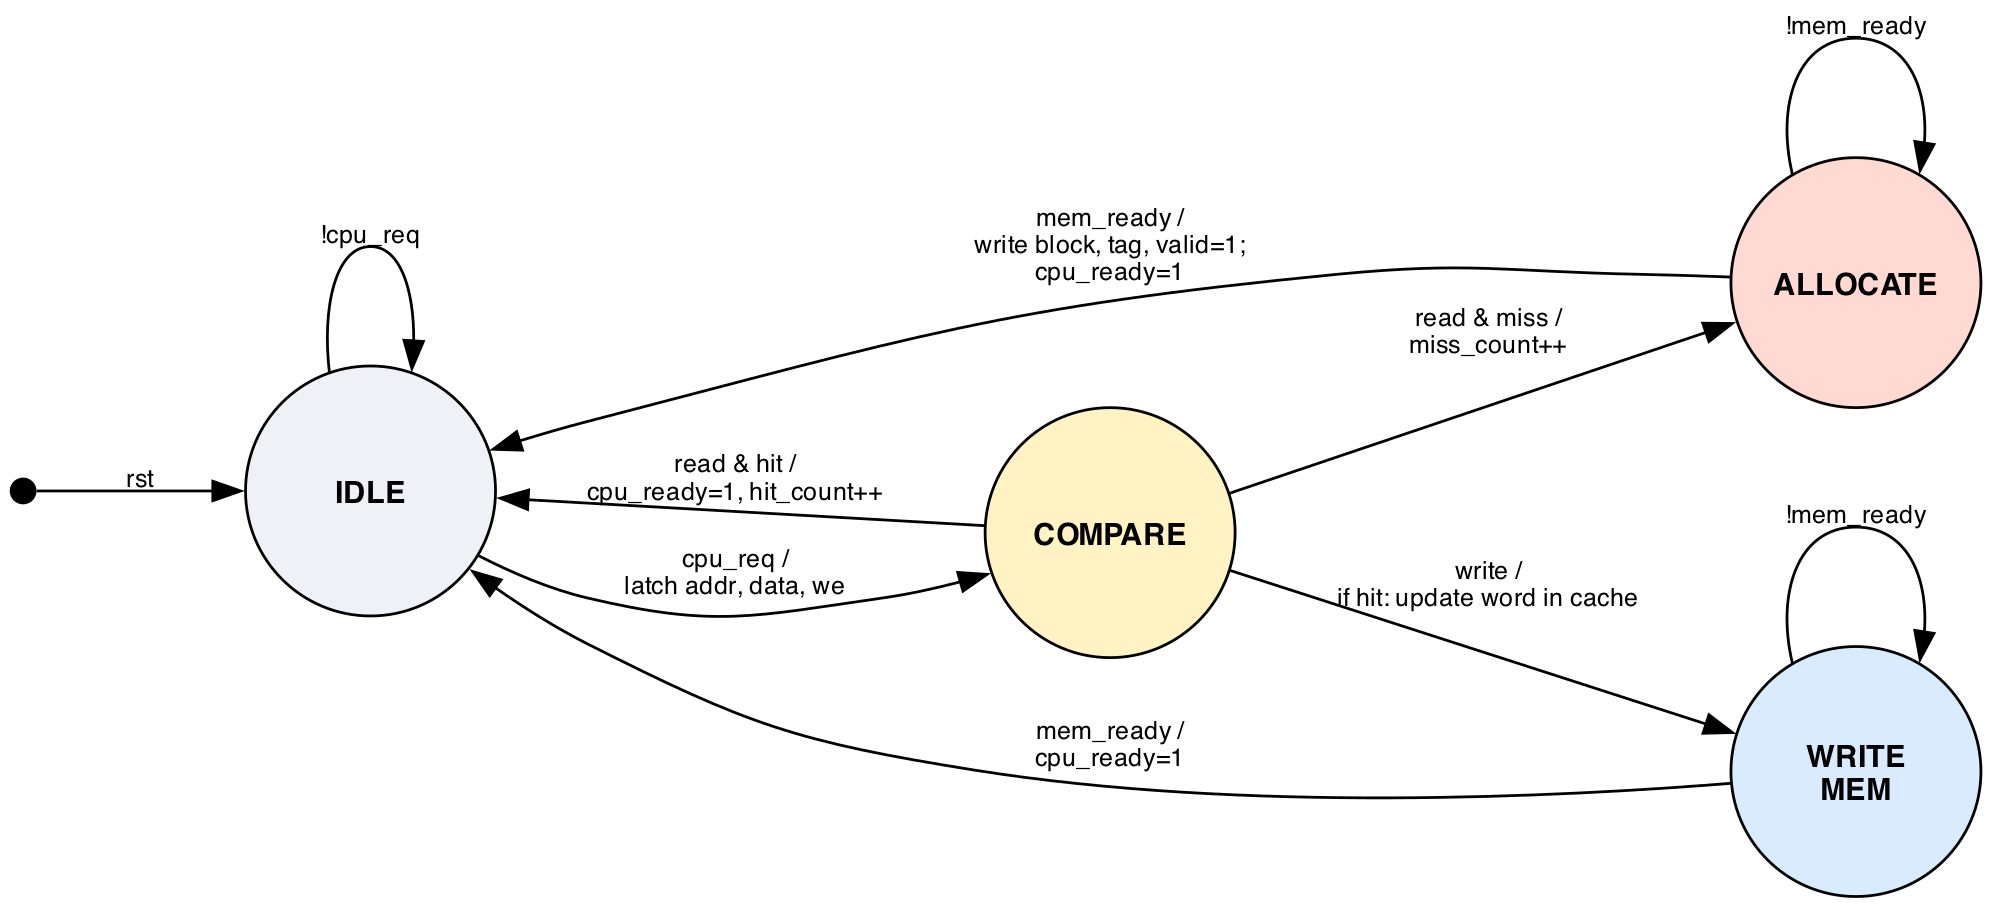 !mem_ready
mem_ready /
write block, tag, valid=1;
cpu_ready=1
!cpu_req
ALLOCATE
read & miss /
miss_count++
read & hit /
cpu_ready=1, hit_count++
rst
IDLE
COMPARE
cpu_req /
latch addr, data, we
!mem_ready
write /
if hit: update word in cache
mem_ready /
cpu_ready=1
WRITE
MEM